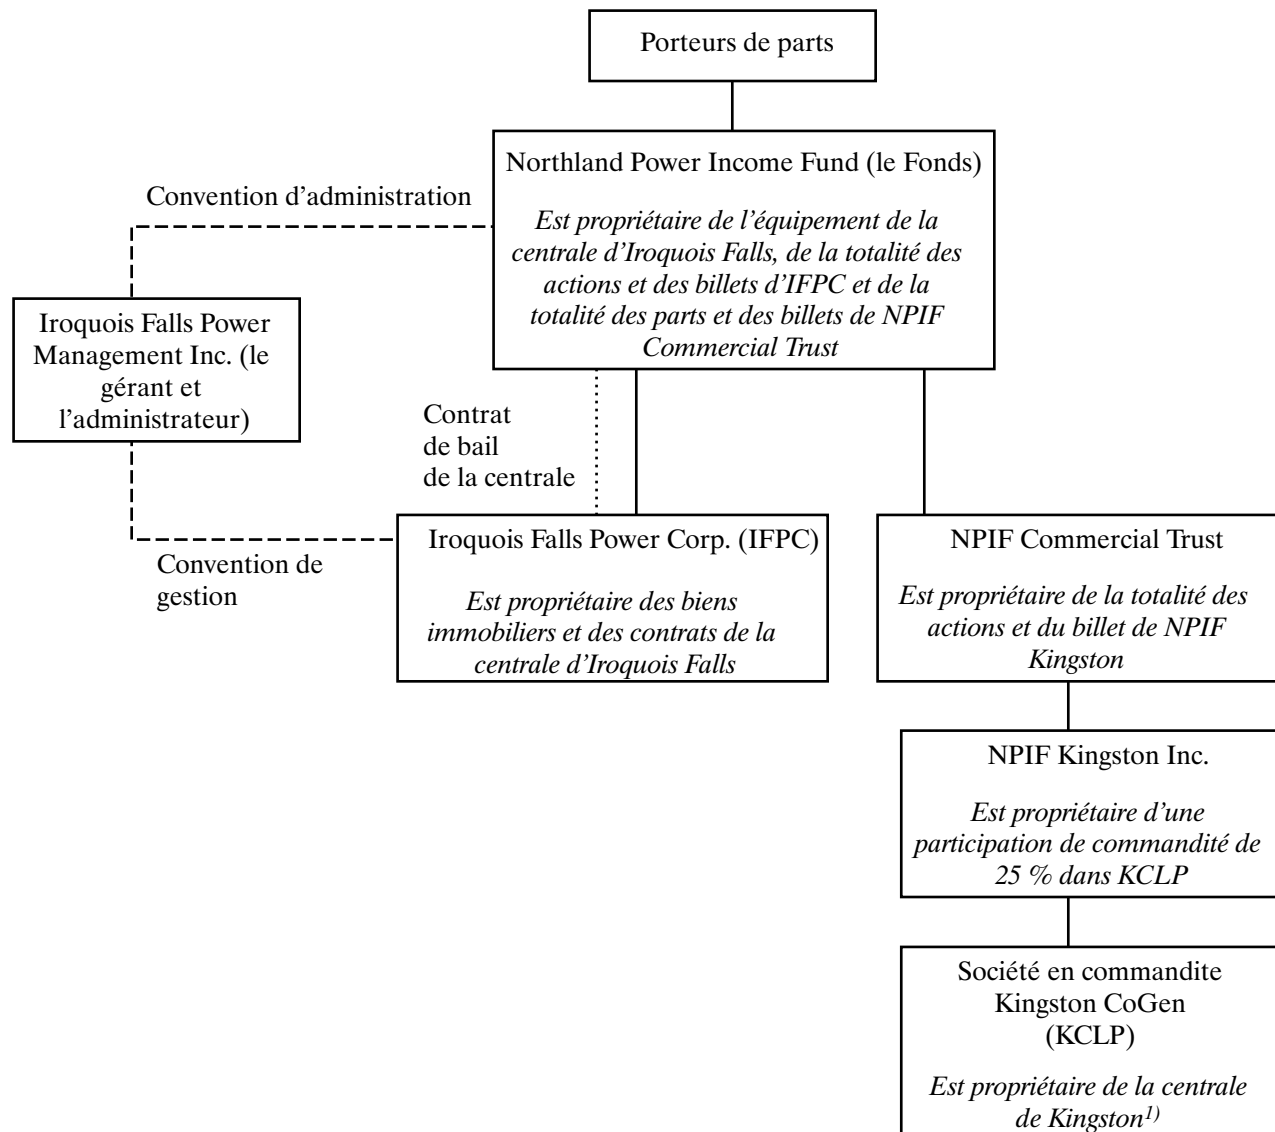 Porteurs de parts
Northland Power Income Fund (le Fonds)
Est propriétaire de l’équipement de la
centrale d’Iroquois Falls, de la totalité des
actions et des billets d’IFPC et de la
totalité des parts et des billets de NPIF
Commercial Trust
Convention d’administration
Iroquois Falls Power
Management Inc. (le
gérant et
l’administrateur)
Contrat
de bail
de la centrale
Convention de
gestion
Iroquois Falls Power Corp. (IFPC)
Est propriétaire des biens
immobiliers et des contrats de la
centrale d’Iroquois Falls
NPIF Commercial Trust
Est propriétaire de la totalité des
actions et du billet de NPIF
Kingston
NPIF Kingston Inc.
Est propriétaire d’une
participation de commandité de
25 % dans KCLP
Société en commandite
Kingston CoGen
(KCLP)
Est propriétaire de la centrale
de Kingston1)